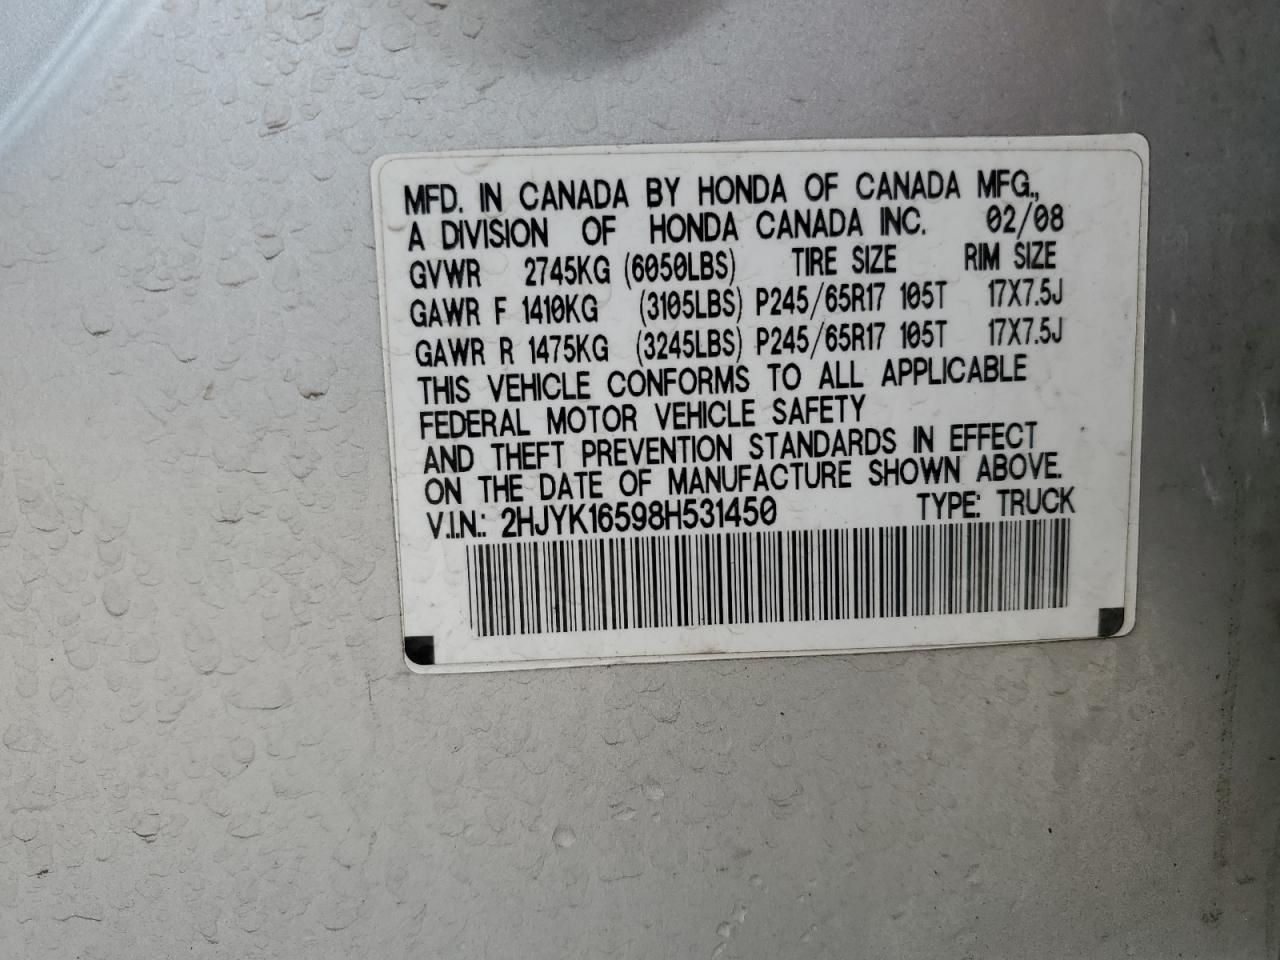 MFD. IN CANADA BY HONDA OF CANADA MFG.,
A DIVISION OF HONDA CANADA INC. 02/08
GVWR 2745KG (6050LBS) TIRE SIZE RIM SIZE
GAWR F 1410KG (3105LBS) P245/65R17 105T 17X7.5J
GAWR R 1475KG (3245LBS) P245/65R17 105T 17X7.5J
THIS VEHICLE CONFORMS TO ALL APPLICABLE
FEDERAL MOTOR VEHICLE SAFETY
AND THEFT PREVENTION STANDARDS IN EFFECT
ON THE DATE OF MANUFACTURE SHOWN ABOVE.
V.I.N.: 2HJYK16598H531450 TYPE: TRUCK